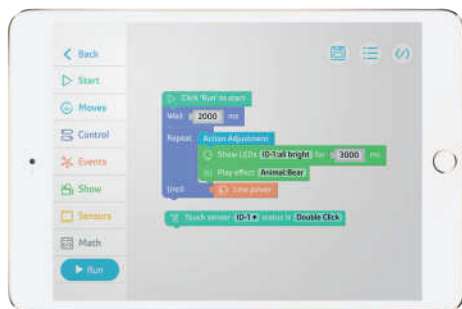 Back
Start
Moves
Control
Events
Show
Sensors
Math
Run
Click 'Run' to start
Wait 2000 ms
Repeat Action Adjustment
Show LEDs ID-1:all bright for 3000 ms
Play effect Animal:Bear
Until Low power
Touch sensor ID-1 status is Double Click